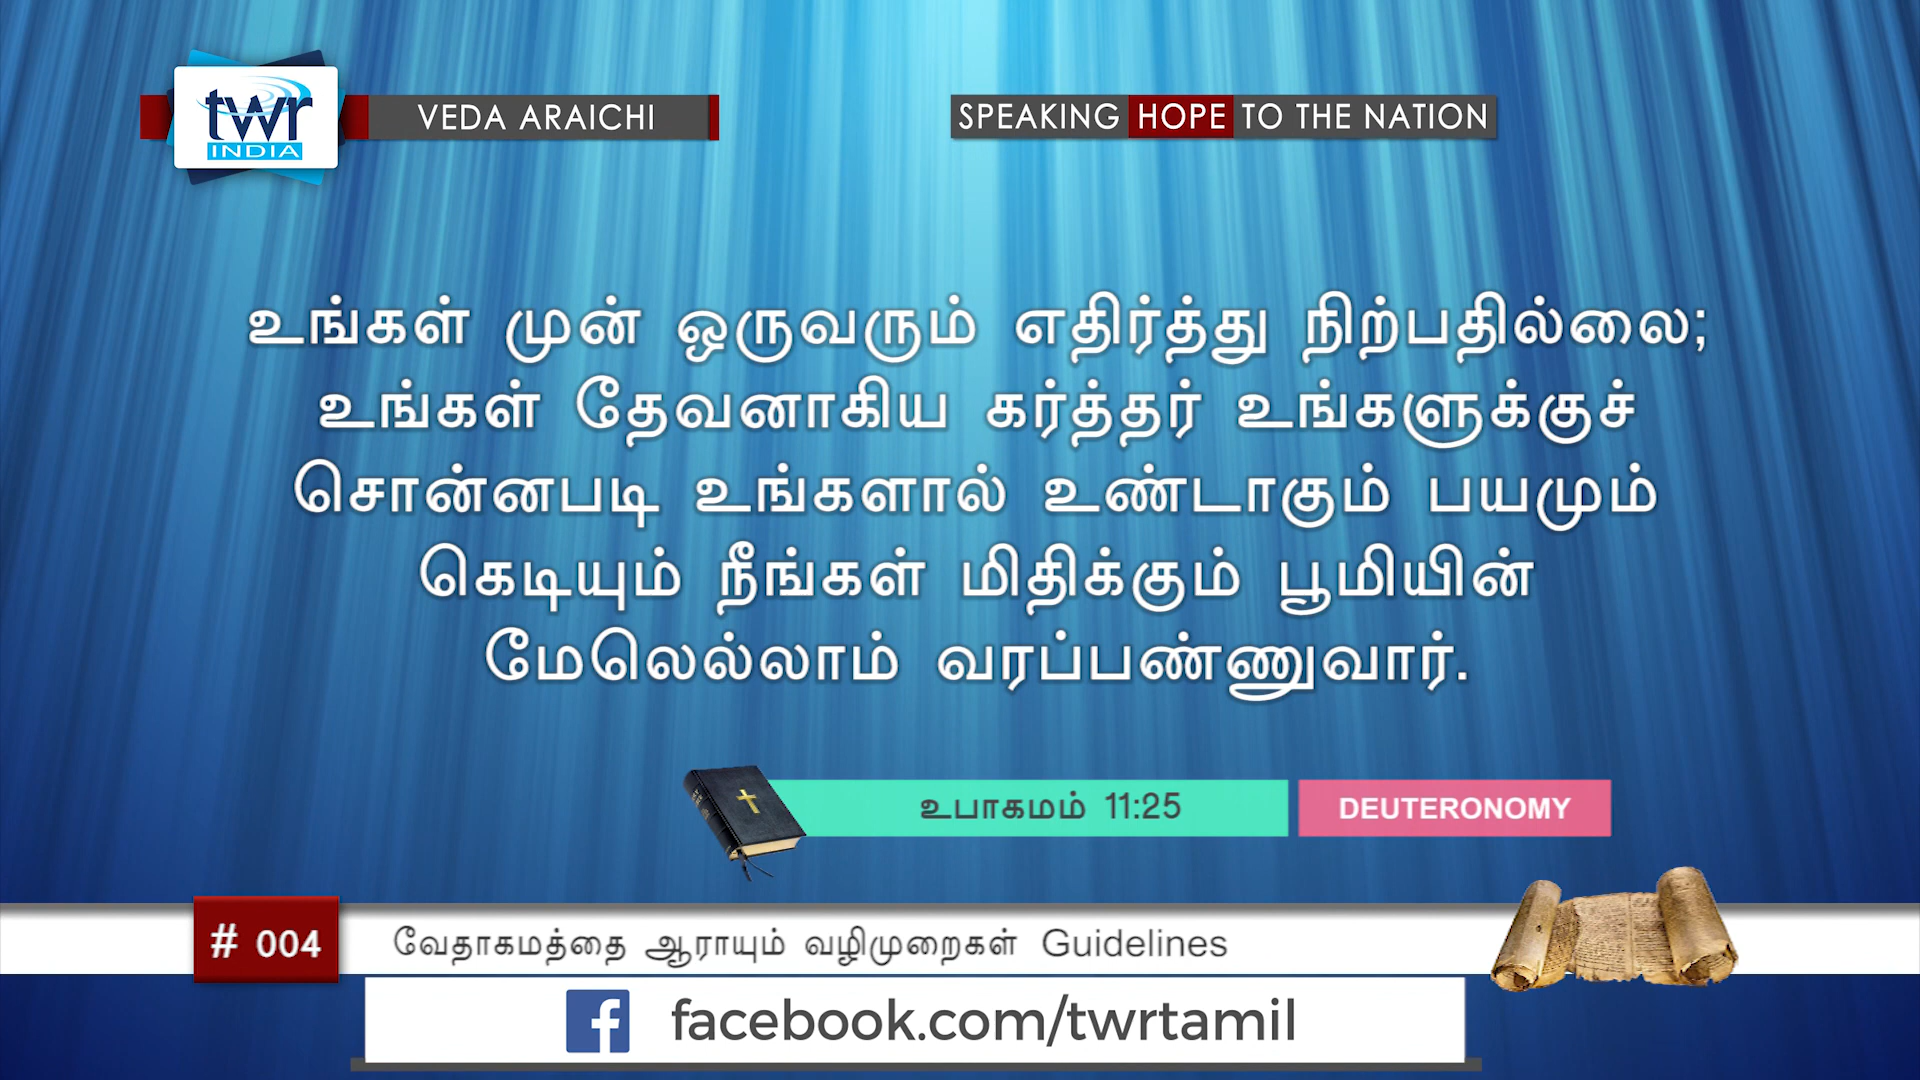 twr
INDIA
VEDA ARAICHI
SPEAKING HOPE TO THE NATION
உங்கள் முன் ஒருவரும் எதிர்த்து நிற்பதில்லை;
உங்கள் தேவனாகிய கர்த்தர் உங்களுக்குச்
சொன்னபடி உங்களால் உண்டாகும் பயமும்
கெடியும் நீங்கள் மிதிக்கும் பூமியின்
மேலெல்லாம் வரப்பண்ணுவார்.
உபாகமம் 11:25
DEUTERONOMY
# 004
வேதாகமத்தை ஆராயும் வழிமுறைகள் Guidelines
facebook.com/twrtamil